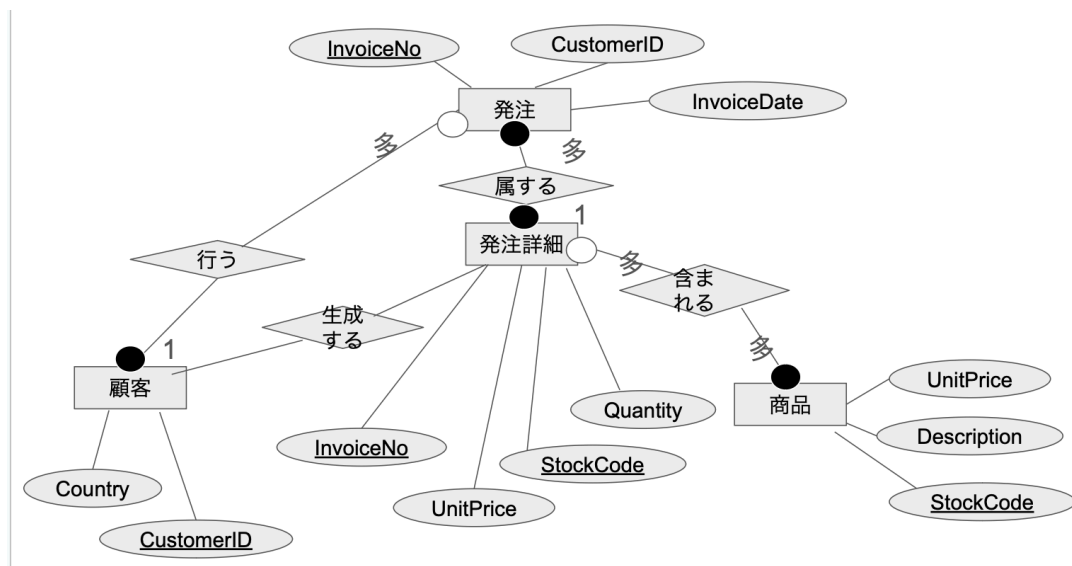 InvoiceNo
CustomerID
発注
InvoiceDate
多
多
属する
1
発注詳細
多
行う
含ま
れる
生成
する
1
多
顧客
UnitPrice
商品
Quantity
InvoiceNo
Description
StockCode
Country
UnitPrice
StockCode
CustomerID